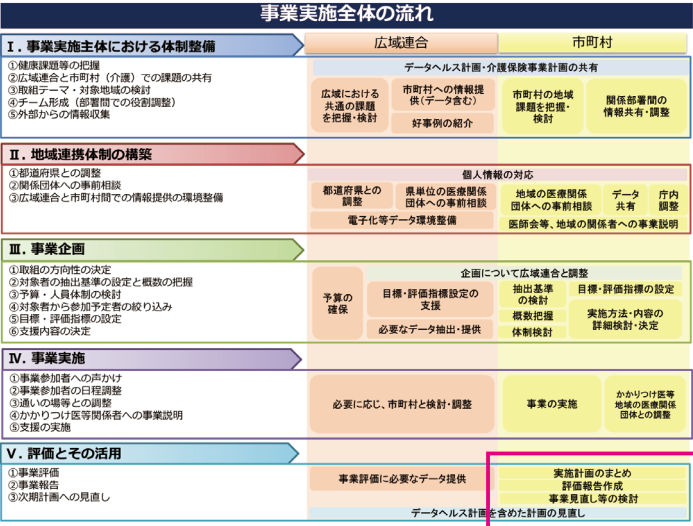 事業実施全体の流れ
広域連合
市町村
Ⅰ．事業実施主体における体制整備
①健康課題等の把握
②広域連合と市町村（介護）での課題の共有
③取組テーマ・対象地域の検討
④チーム形成（部署間での役割調整）
⑤外部からの情報収集
データヘルス計画・介護保険事業計画の共有
広域における
共通の課題
を把握・検討
市町村への情報提
供（データ含む）
好事例の紹介
市町村の地域
課題を把握・
検討
関係部署間の
情報共有・調整
Ⅱ．地域連携体制の構築
①都道府県との調整
②関係団体への事前相談
③広域連合と市町村間での情報提供の環境整備
個人情報の対応
都道府県との
調整
県単位の医療関係
団体への事前相談
電子化等データ環境整備
地域の医療関係
団体への事前相談
データ
共有
庁内
調整
医師会等、地域の関係者への事業説明
Ⅲ．事業企画
①取組の方向性の決定
②対象者の抽出基準の設定と概数の把握
③予算・人員体制の検討
④対象者から参加予定者の絞り込み
⑤目標・評価指標の設定
⑥支援内容の決定
企画について広域連合と調整
予算の
確保
目標・評価指標設定の
支援
必要なデータ抽出・提供
抽出基準
の検討
概数把握
体制検討
目標・評価指標の設定
実施方法・内容の
詳細検討・決定
Ⅳ．事業実施
①事業参加者への声かけ
②事業参加者の日程調整
③通いの場等との調整
④かかりつけ医等関係者への事業説明
⑤支援の実施
必要に応じ、市町村と検討・調整
事業の実施
かかりつけ医等
地域の医療関係
団体との調整
Ⅴ．評価とその活用
①事業評価
②事業報告
③次期計画への見直し
事業評価に必要なデータ提供
実施計画のまとめ
評価報告作成
事業見直し等の検討
データヘルス計画を含めた計画の見直し